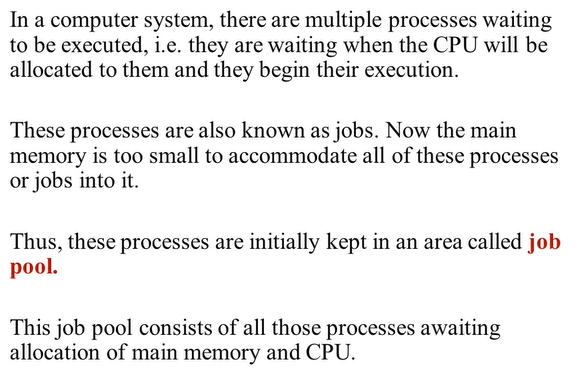 In a computer system, there are multiple processes waiting
to be executed, i.e. they are waiting when the CPU will be
allocated to them and they begin their execution.
These processes are also known as jobs. Now the main
memory is too small to accommodate all of these processes
or jobs into it.
Thus, these processes are initially kept in an area called job
pool.
This job pool consists of all those processes awaiting
allocation of main memory and CPU.